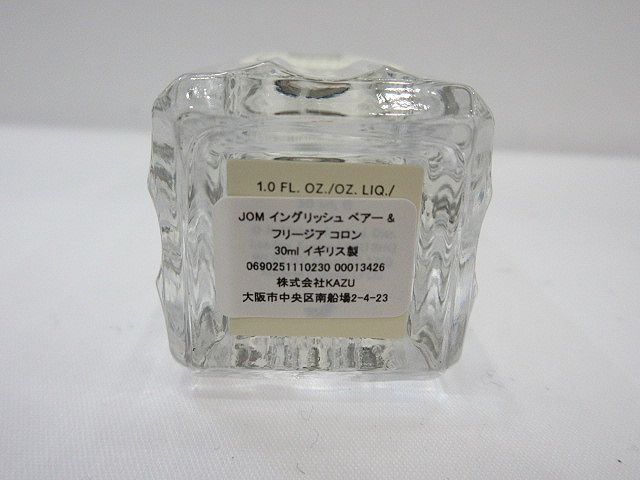 1.0 FL. OZ./OZ. LIQ./
JOM イングリッシュ ペアー &
フリージア コロン
30ml イギリス製
0690251110230 00013426
株式会社KAZU
大阪市中央区南船場2-4-23